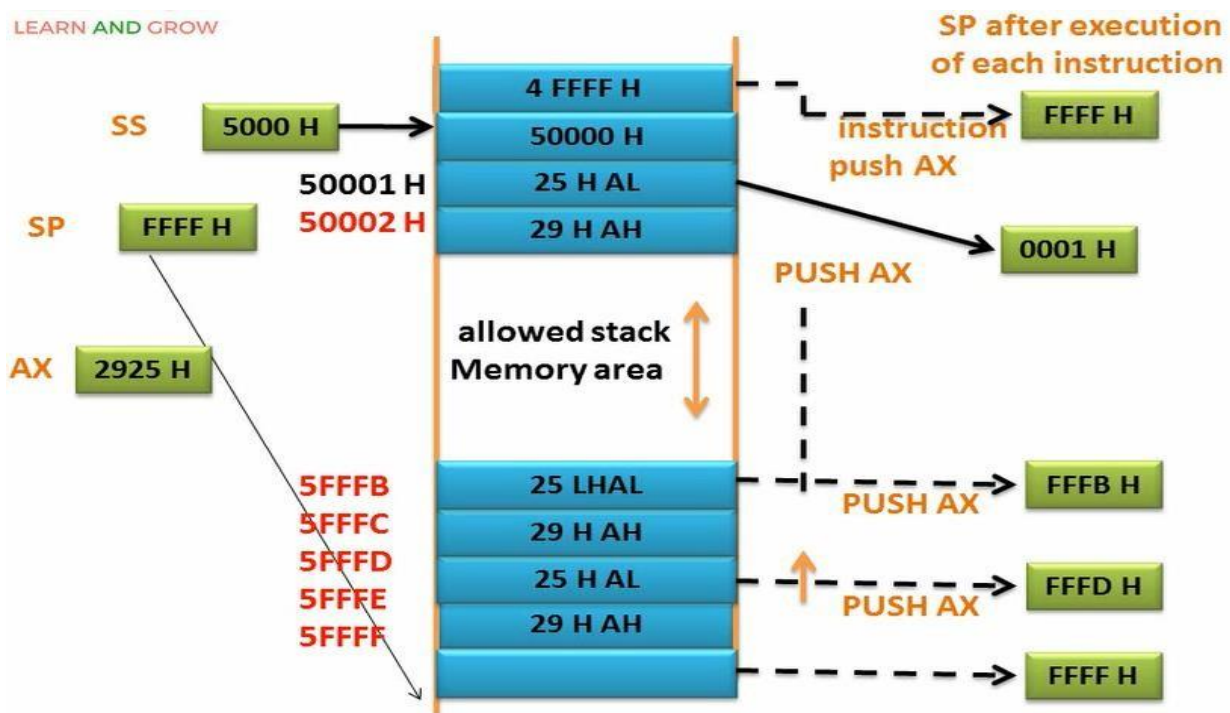 LEARN AND GROW
SP after execution
of each instruction
4 FFFF H
FFFF H
SS
5000 H
50000 H
instruction
push AX
50001 H
25 H AL
50002 H
29 H AH
SP
FFFF H
0001 H
PUSH AX
allowed stack
Memory area
AX
2925 H
5FFFB
25 LHAL
FFFB H
PUSH AX
5FFFC
29 H AH
5FFFD
25 H AL
FFFD H
PUSH AX
5FFFE
29 H AH
5FFFF
FFFF H